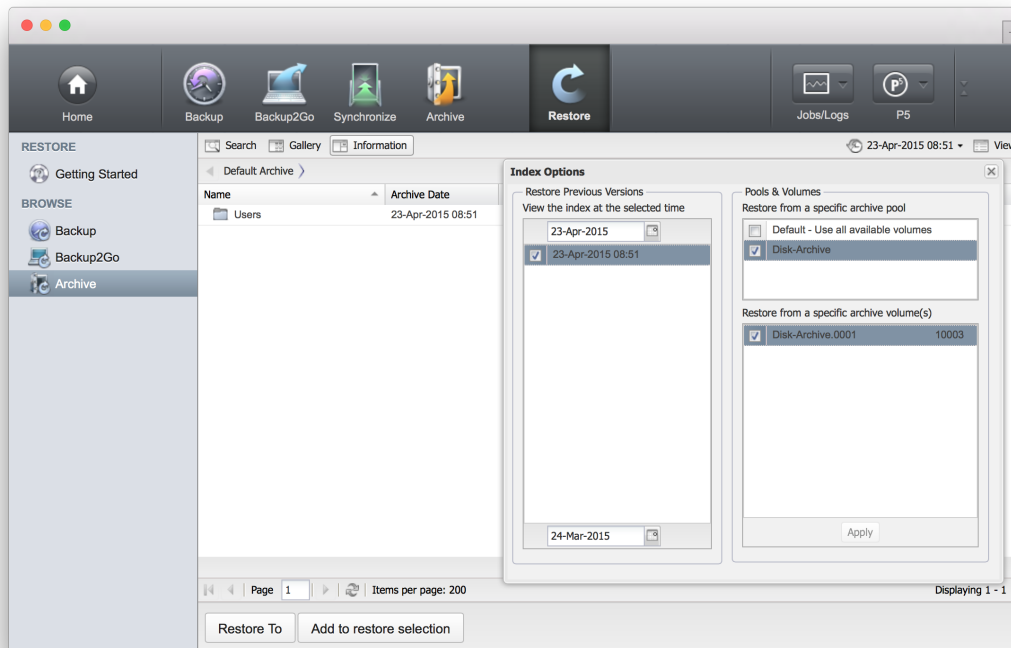 Home
Backup
Backup2Go
Synchronize
Archive
Restore
Jobs/Logs
P5
RESTORE
Getting Started
BROWSE
Backup
Backup2Go
Archive
Search
Gallery
Information
23-Apr-2015 08:51
View
Default Archive
Name
Archive Date
Users
23-Apr-2015 08:51
Index Options
Restore Previous Versions
View the index at the selected time
23-Apr-2015
23-Apr-2015 08:51
24-Mar-2015
Pools & Volumes
Restore from a specific archive pool
Default - Use all available volumes
Disk-Archive
Restore from a specific archive volume(s)
Disk-Archive.0001 10003
Apply
Page 1
Items per page: 200
Displaying 1 - 1
Restore To
Add to restore selection